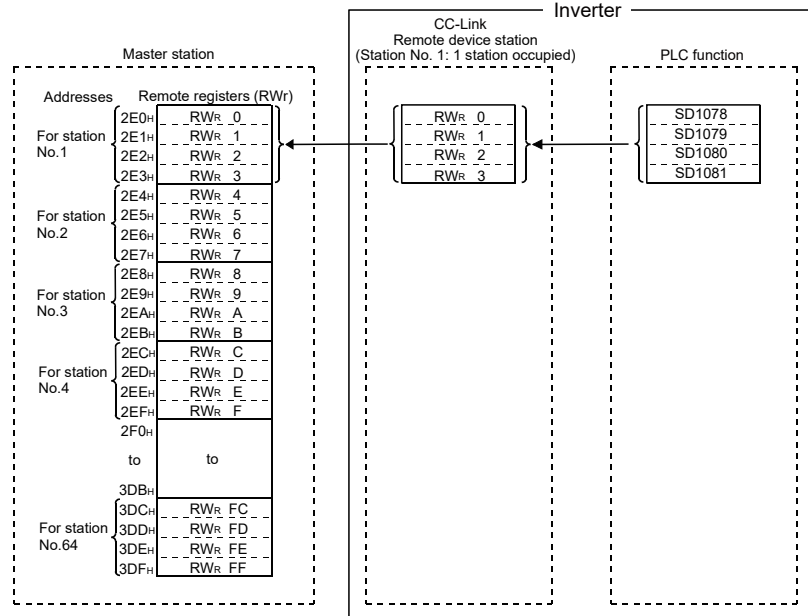 Inverter
CC-Link
Remote device station
(Station No. 1: 1 station occupied)
Master station
PLC function
Addresses Remote registers (RWr)
For station
No.1
2E0H RWR 0
2E1H RWR 1
2E2H RWR 2
2E3H RWR 3
For station
No.2
2E4H RWR 4
2E5H RWR 5
2E6H RWR 6
2E7H RWR 7
For station
No.3
2E8H RWR 8
2E9H RWR 9
2EAH RWR A
2EBH RWR B
For station
No.4
2ECH RWR C
2EDH RWR D
2EEH RWR E
2EFH RWR F
2F0H
to to
3DBH
For station
No.64
3DCH RWR FC
3DDH RWR FD
3DEH RWR FE
3DFH RWR FF
RWR 0
RWR 1
RWR 2
RWR 3
SD1078
SD1079
SD1080
SD1081